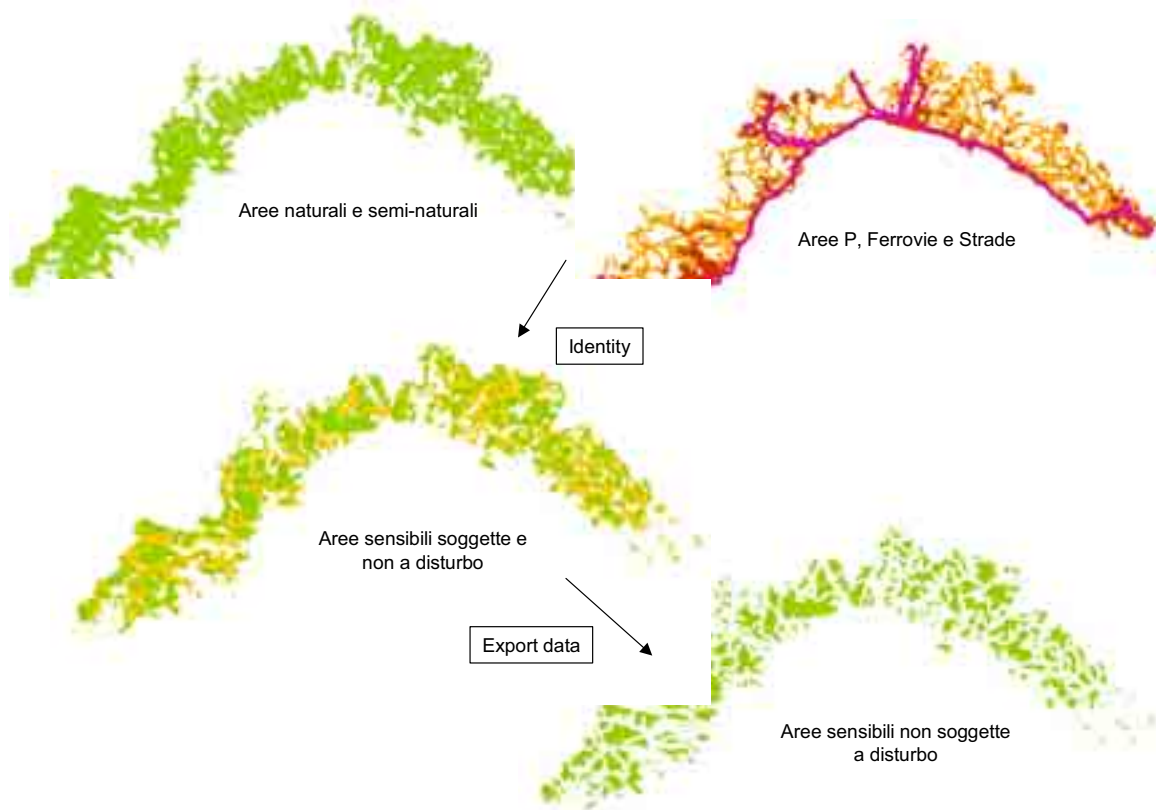 Aree naturali e semi-naturali
Aree P, Ferrovie e Strade
Identity
Aree sensibili soggette e
non a disturbo
Export data
Aree sensibili non soggette
a disturbo